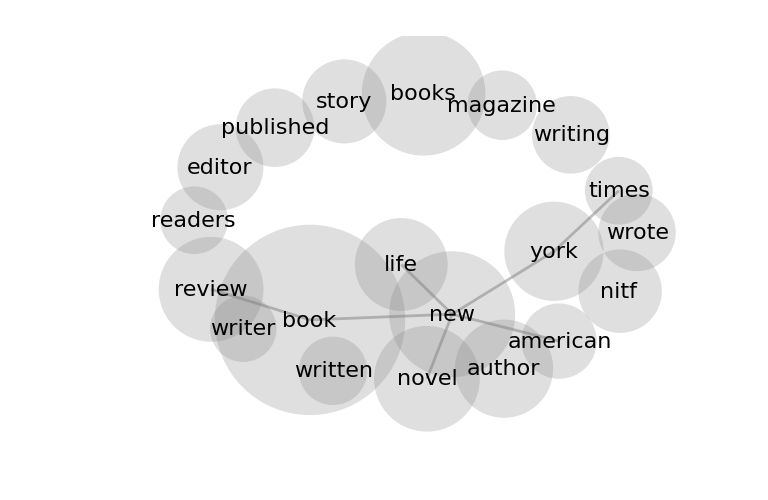 books
story
magazine
published
writing
editor
times
readers
wrote
york
life
review
nitf
new
book
writer
american
author
written
novel